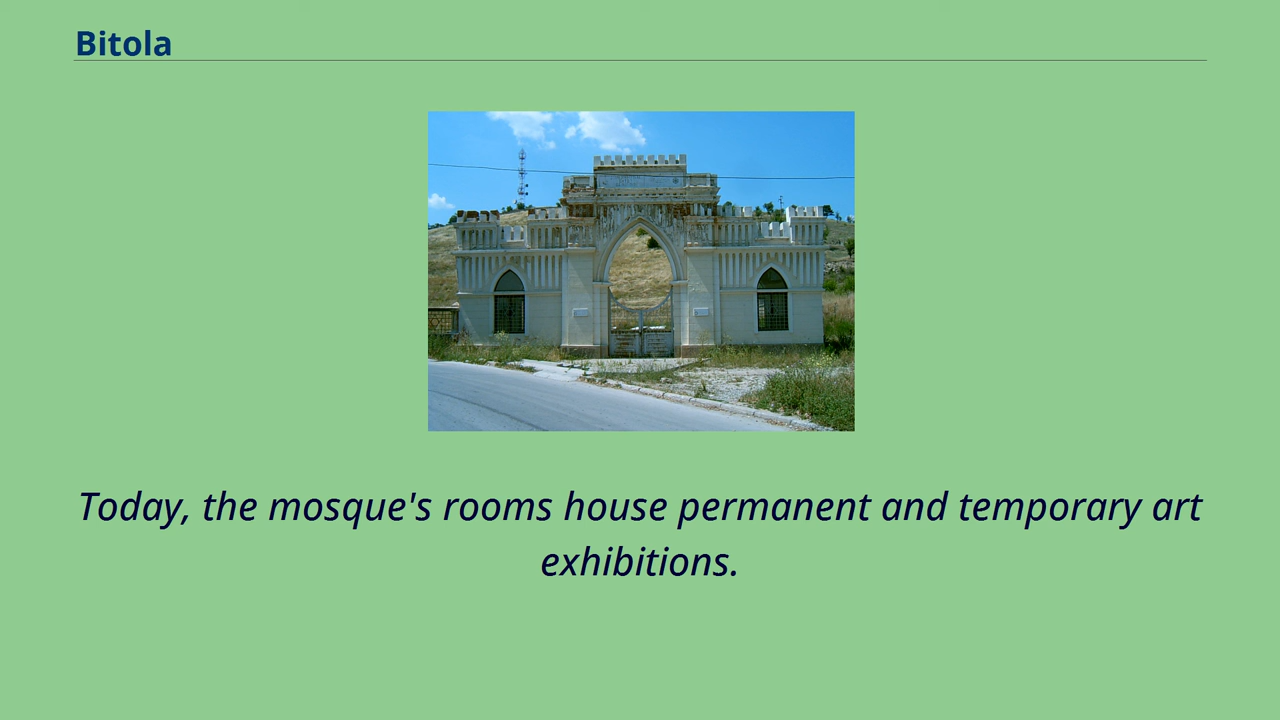 Bitola
Today, the mosque's rooms house permanent and temporary art
exhibitions.